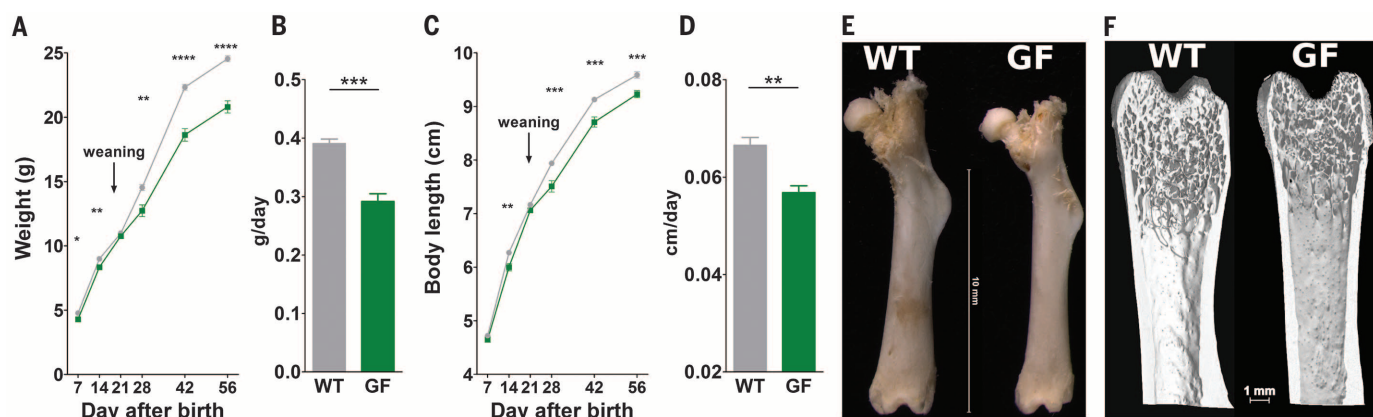 A
Weight (g)
25
20
15
10
5
0
*
**
weaning
**
****
****
7 14 21 28 42 56
Day after birth
B
g/day
0.5
0.4
0.3
0.4
0.1
0.0
***
WT GF
C
Body length (cm)
10
9
8
7
6
5
4
**
weaning
***
***
***
7 14 21 28 42 56
Day after birth
D
cm/day
0.08
0.06
0.04
0.02
**
WT GF
E
WT GF
10 mm
F
WT GF
1 mm